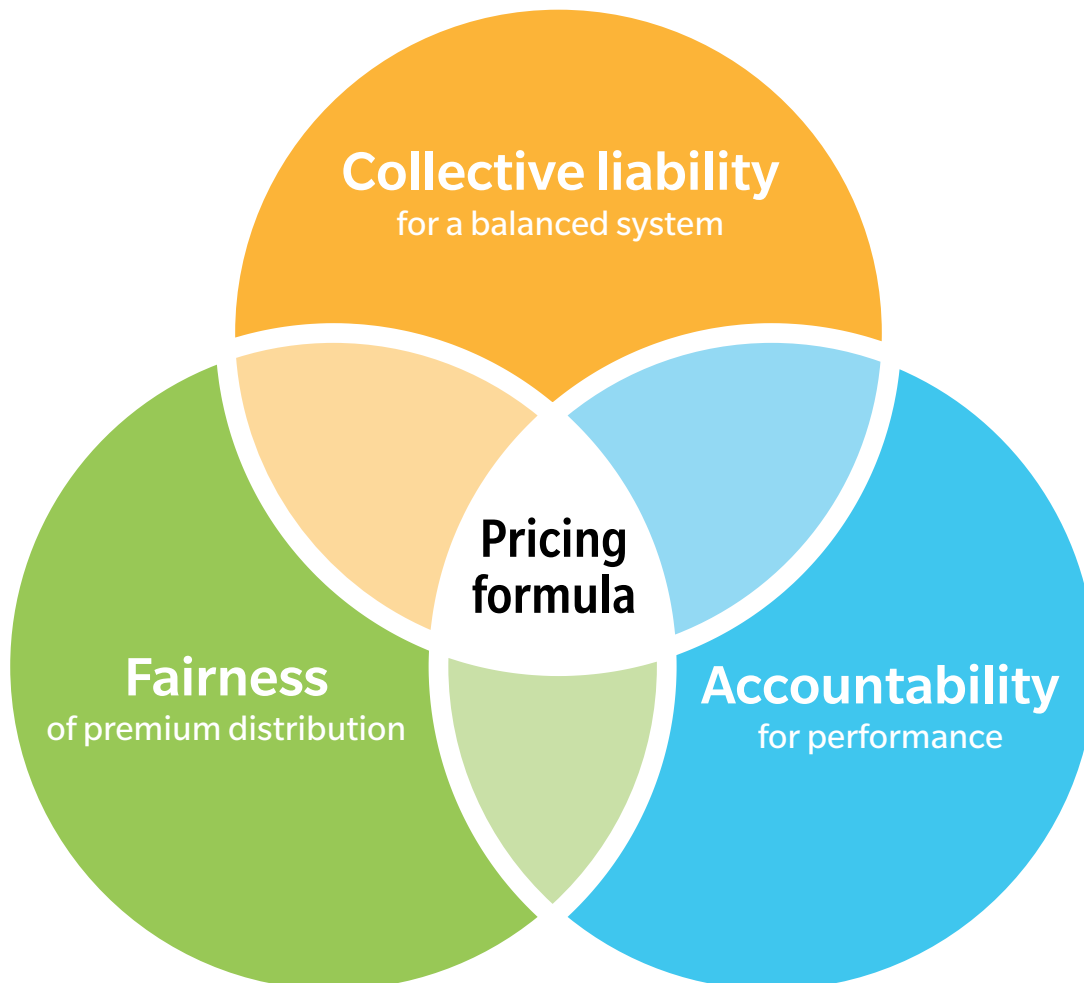 Collective liability
for a balanced system
Pricing
formula
Fairness
of premium distribution
Accountability
for performance